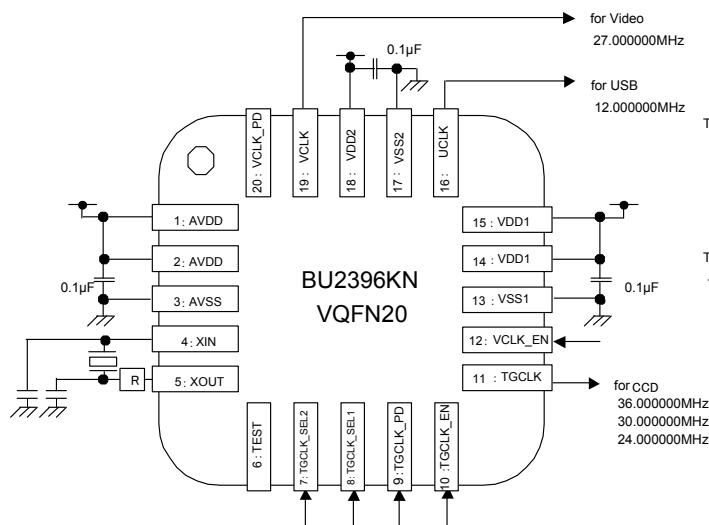 for Video
27.000000MHz
0.1µF
for USB
12.000000MHz
T
20 : VCLK_PD
19 : VCLK
18 : VDD2
17 : VSS2
16 : UCLK
1 : AVDD
2 : AVDD
3 : AVSS
4 : XIN
5 : XOUT
0.1µF
R
BU2396KN
VQFN20
15 : VDD1
14 : VDD1
13 : VSS1
12 : VCLK_EN
11 : TGCLK
T
0.1µF
for CCD
36.000000MHz
30.000000MHz
24.000000MHz
6 : TEST
7 : TGCLK_SEL2
8 : TGCLK_SEL1
9 : TGCLK_PD
10 : TGCLK_EN